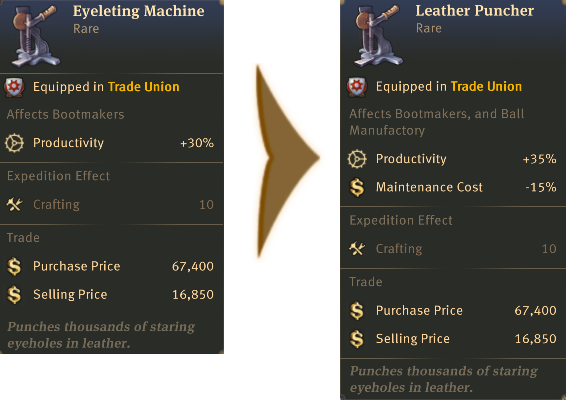 Eyeleting Machine
Rare
Equipped in Trade Union
Affects Bootmakers
Productivity +30%
Expedition Effect
Crafting 10
Trade
Purchase Price 67,400
Selling Price 16,850
Punches thousands of staring
eyeholes in leather.
Leather Puncher
Rare
Equipped in Trade Union
Affects Bootmakers, and Ball
Manufactory
Productivity +35%
Maintenance Cost -15%
Expedition Effect
Crafting 10
Trade
Purchase Price 67,400
Selling Price 16,850
Punches thousands of staring
eyeholes in leather.